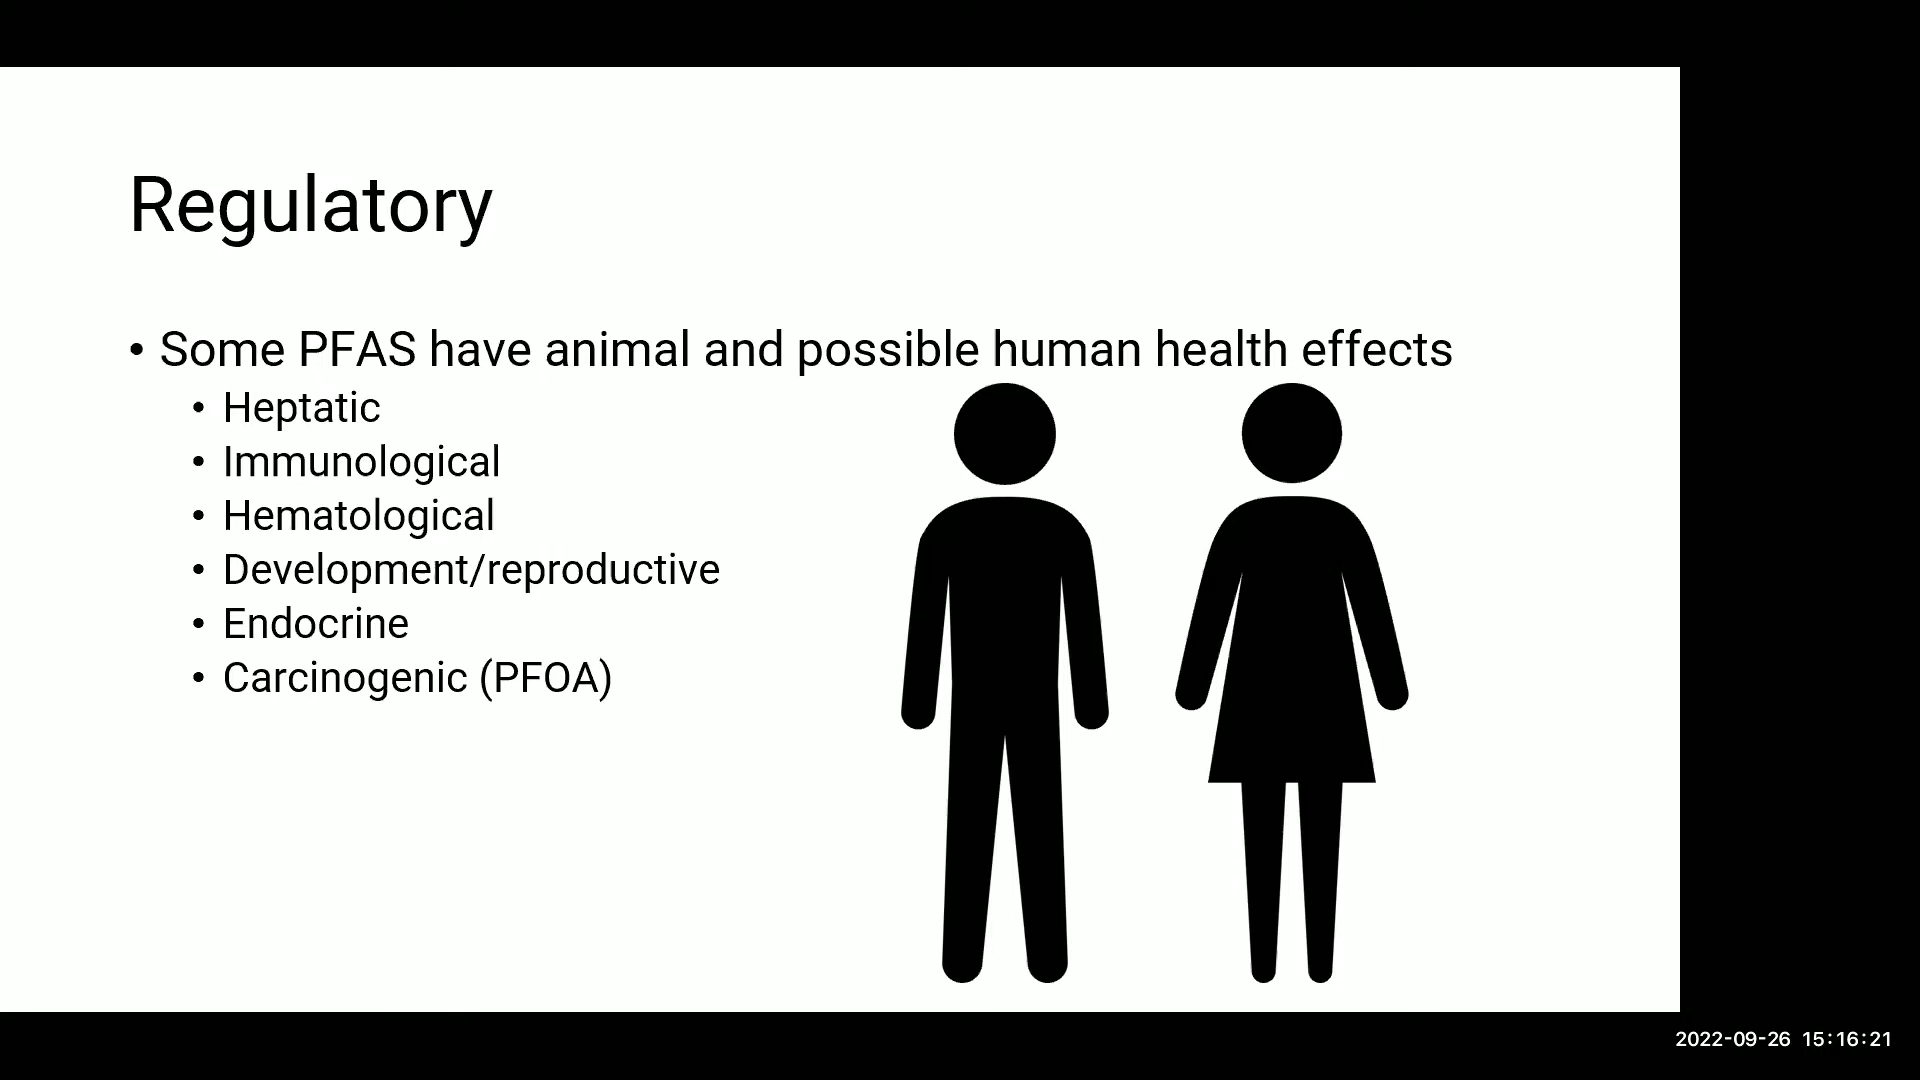 Regulatory
• Some PFAS have animal and possible human health effects
• Heptatic
• Immunological
• Hematological
• Development/reproductive
• Endocrine
• Carcinogenic (PFOA)
2022-09-26 15:16:21